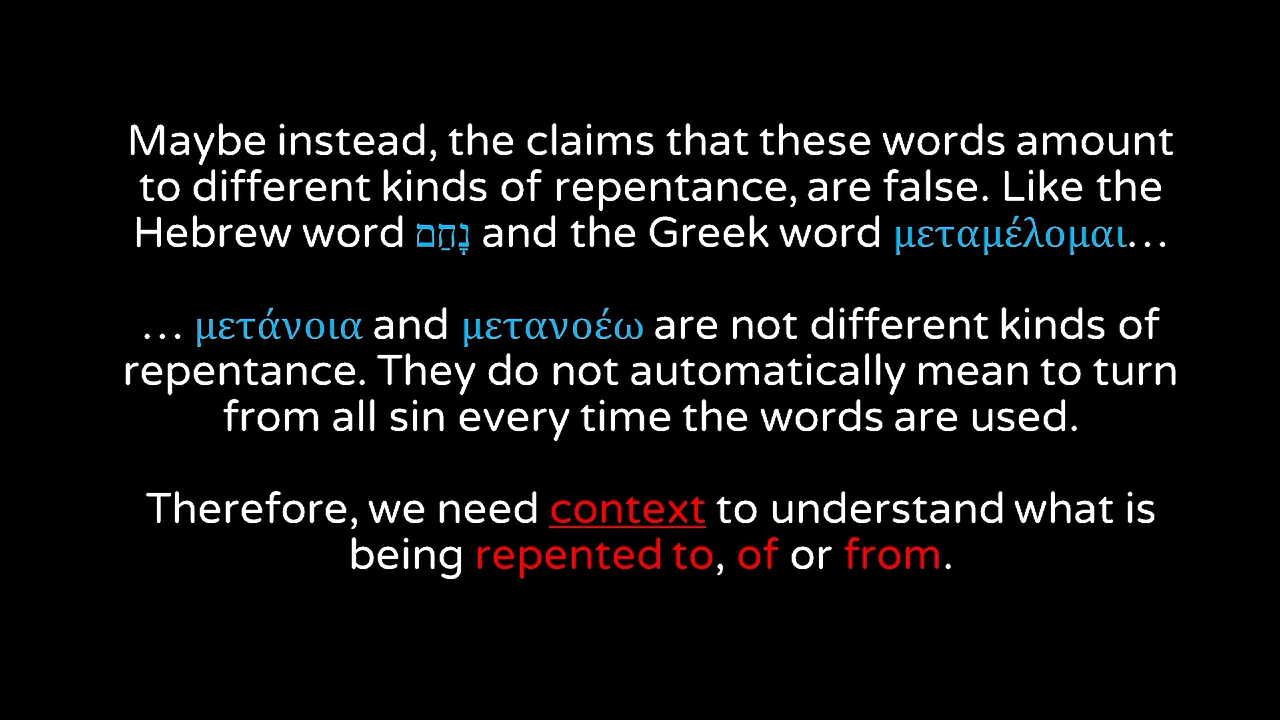 Maybe instead, the claims that these words amount
to different kinds of repentance, are false. Like the
Hebrew word נָחַם and the Greek word μεταμέλομαι…
… μετάνοια and μετανοέω are not different kinds of
repentance. They do not automatically mean to turn
from all sin every time the words are used.
Therefore, we need context to understand what is
being repented to, of or from.